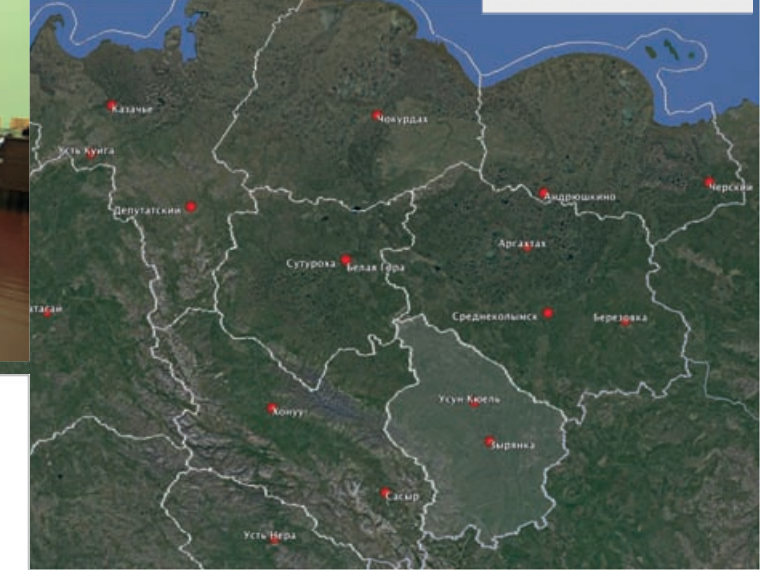 Казачье
Чокурдах
Усть Куйга
Депутатский
Андрюшкино
Черский
Аргахтах
Сутуроха
Белая Гора
Среднеколымск
Березовка
Усун Кюель
Хонуу
Зырянка
Сасыр
Усть Нера